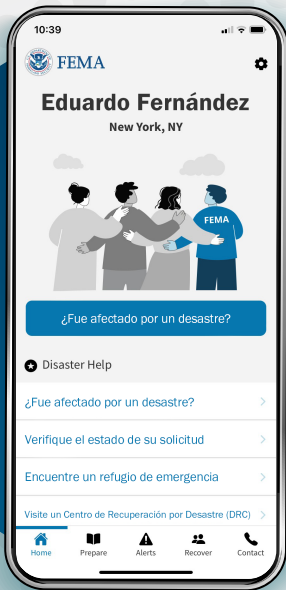 10:39
FEMA
Eduardo Fernández
New York, NY
FEMA
¿Fue afectado por un desastre?
Disaster Help
¿Fue afectado por un desastre?
Verifique el estado de su solicitud
Encuentre un refugio de emergencia
Visite un Centro de Recuperación por Desastre (DRC)
Home Prepare Alerts Recover Contact